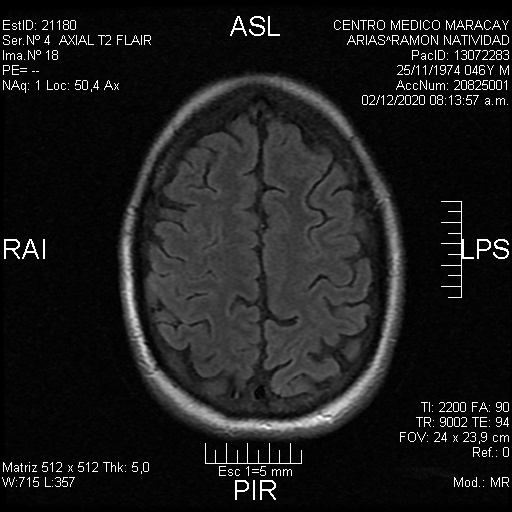 EstID: 21180
Ser.Nº 4 AXIAL T2 FLAIR
Ima.Nº 18
PE= --
NAq: 1 Loc: 50,4 Ax
ASL
CENTRO MEDICO MARACAY
ARIAS^RAMON NATIVIDAD
PacID: 13072283
25/11/1974 046Y M
AccNum: 20825001
02/12/2020 08:13:57 a.m.
RAI
LPS
TI: 2200 FA: 90
TR: 9002 TE: 94
FOV: 24 x 23,9 cm
Ref.: 0
Mod.: MR
Matriz 512 x 512 Thk: 5,0
W:715 L:357
Esc 1=5 mm
PIR